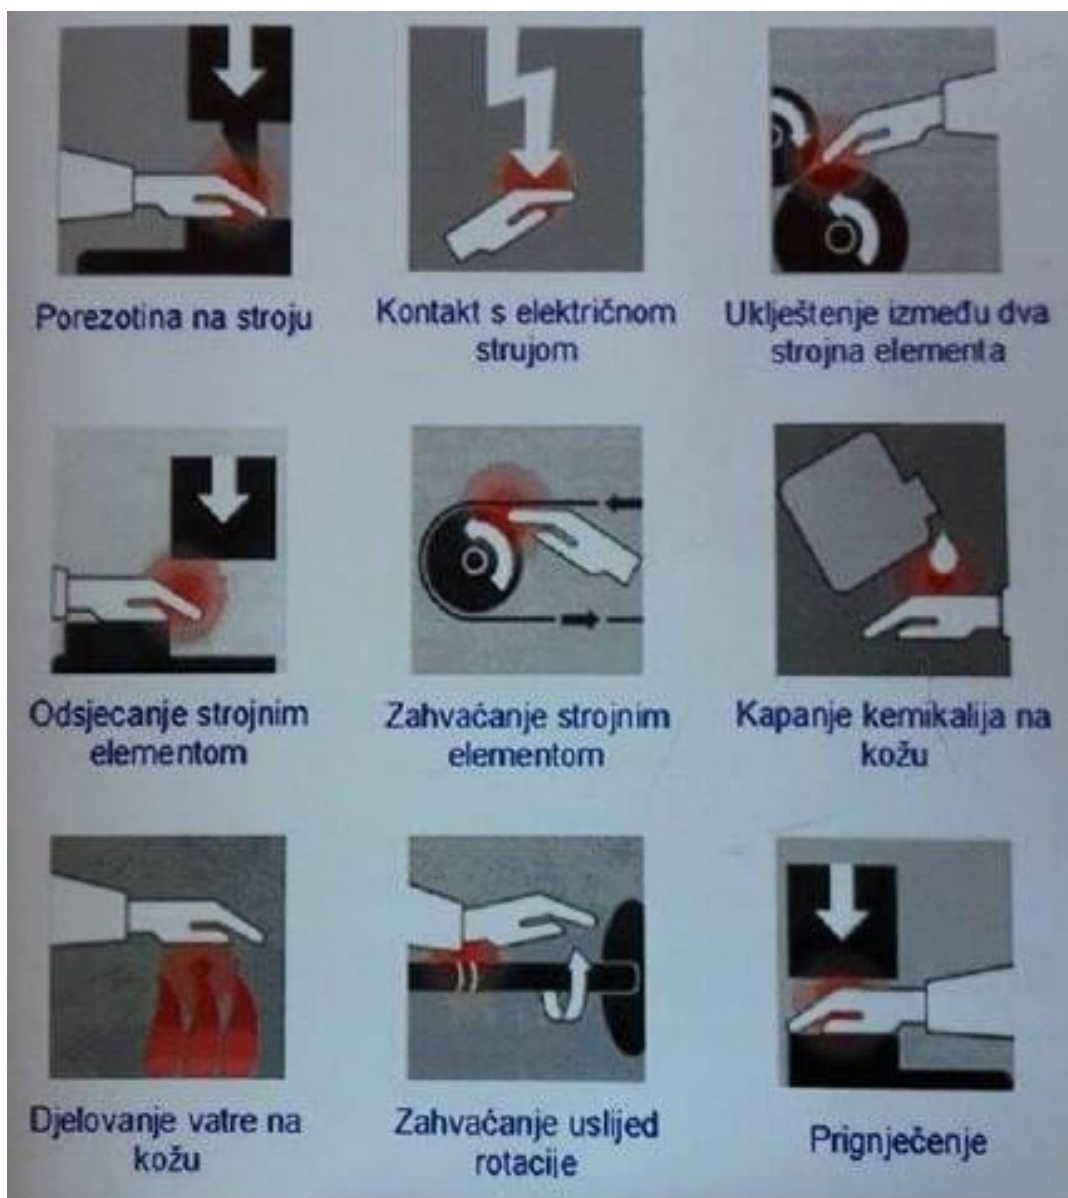 Porezotina na stroju
Kontakt s električnom
strujom
Uklještenje između dva
strojna elementa
Odsjecanje strojnim
elementom
Zahvaćanje strojnim
elementom
Kapanje kemikalija na
kožu
Djelovanje vatre na
kožu
Zahvaćanje uslijed
rotacije
Prignječenje